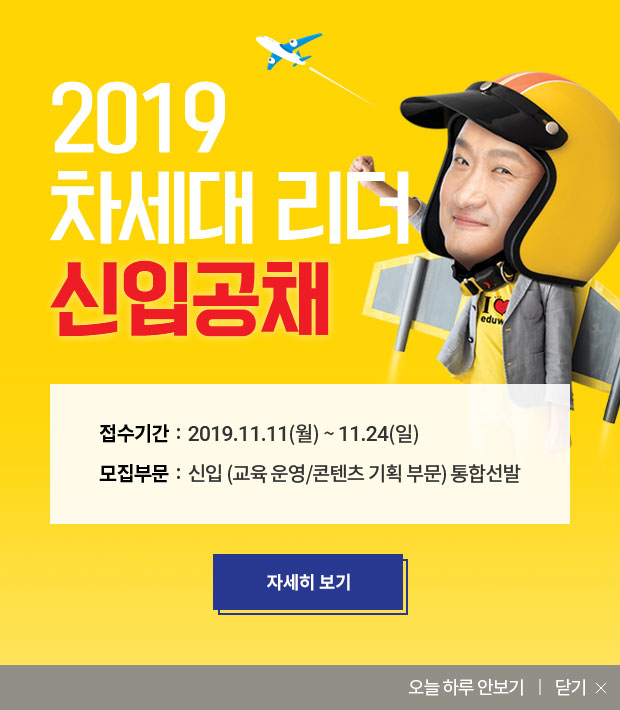 2019
차세대 리더
신입공채
I ♥
eduw
접수기간 : 2019.11.11(월) ~ 11.24(일)
모집부문 : 신입 (교육 운영/콘텐츠 기획 부문) 통합선발
자세히 보기
오늘 하루 안보기 | 닫기 ×